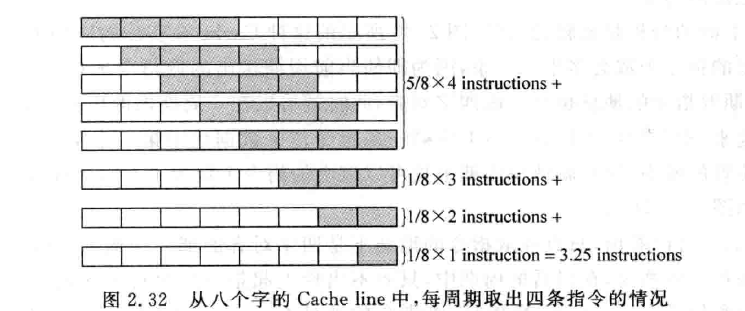 }5/8×4 instructions +
}1/8×3 instructions +
}1/8×2 instructions +
}1/8×1 instruction = 3.25 instructions
图 2.32 从八个字的 Cache line 中,每周期取出四条指令的情况